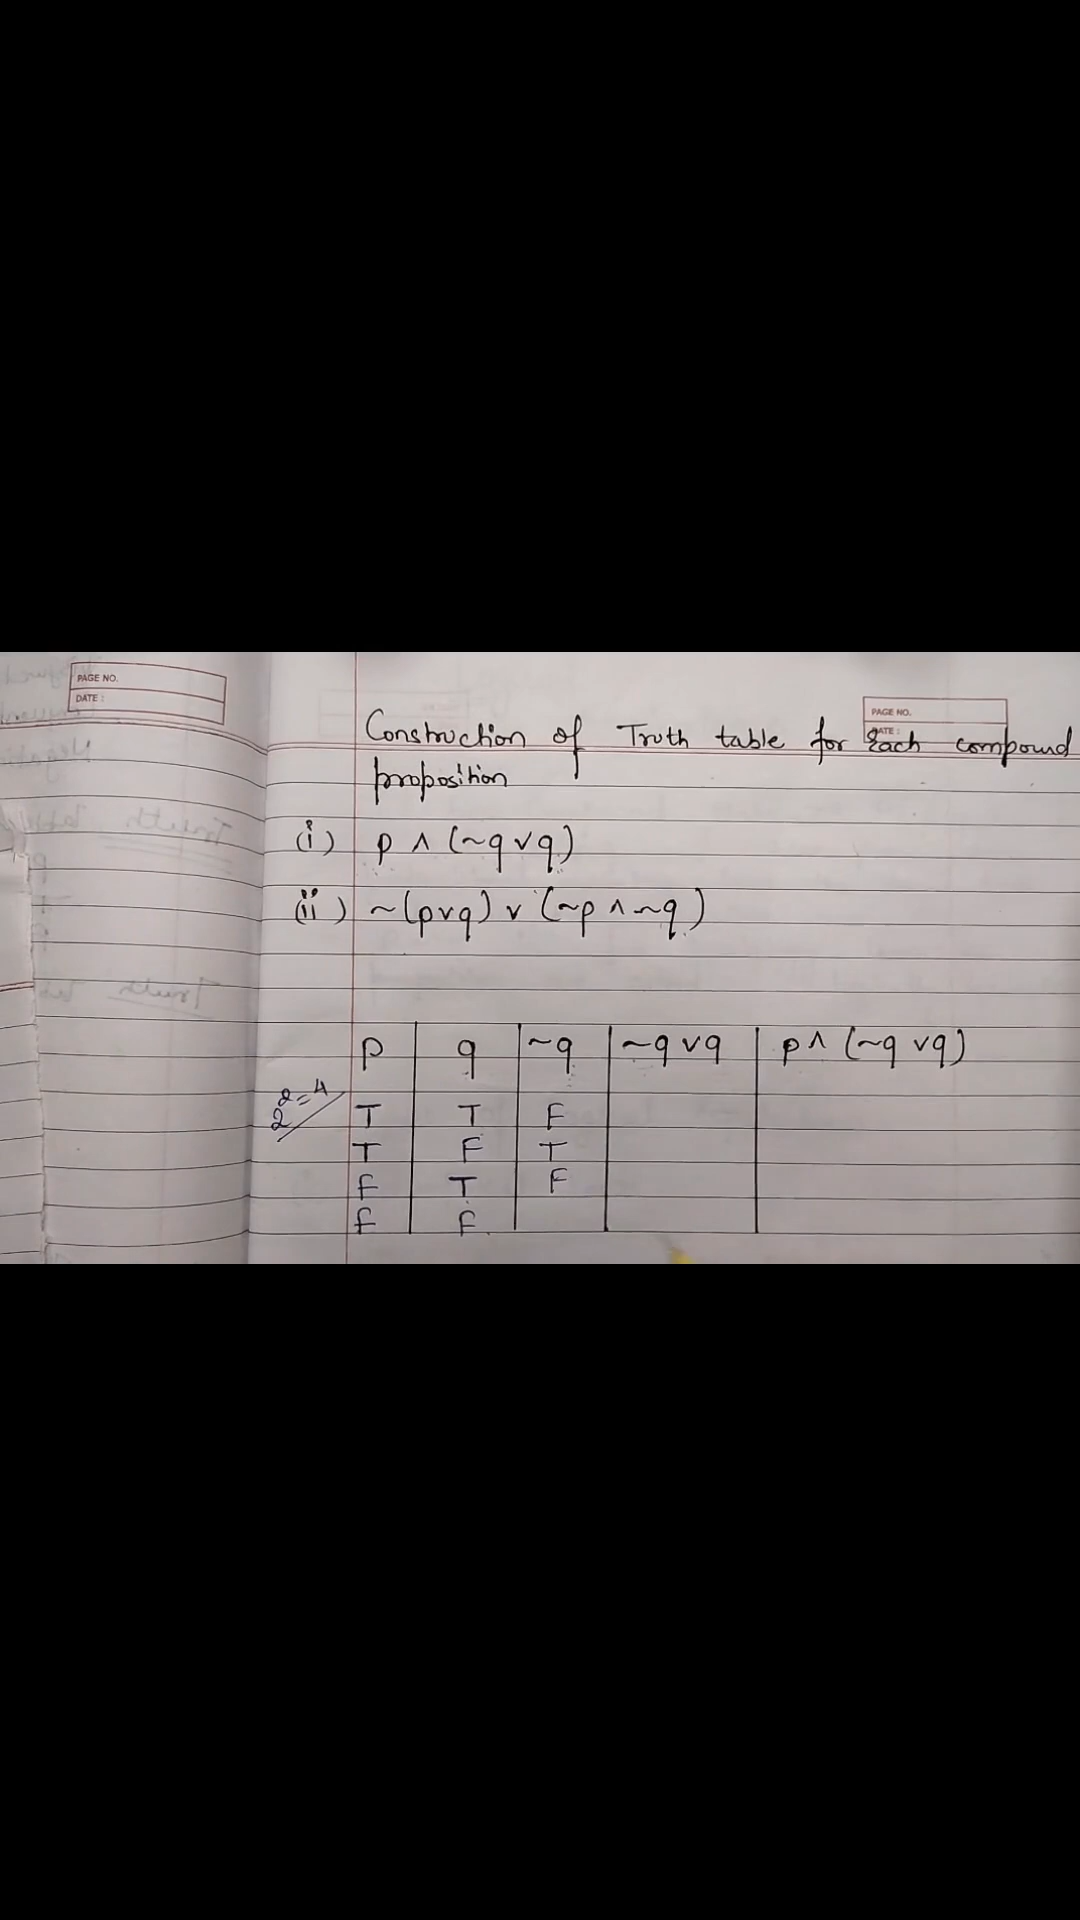 PAGE NO.
DATE :
PAGE NO.
DATE :
Construction of Truth table for Each compound
proposition
(i) p ∧ (~q ∨ q)
(ii) ~(p∨q) ∨ (~p ∧ ~q)
p q ~q ~q ∨ q p ∧ (~q ∨ q)
2² = 4
T T F
T F T
F T F
F F